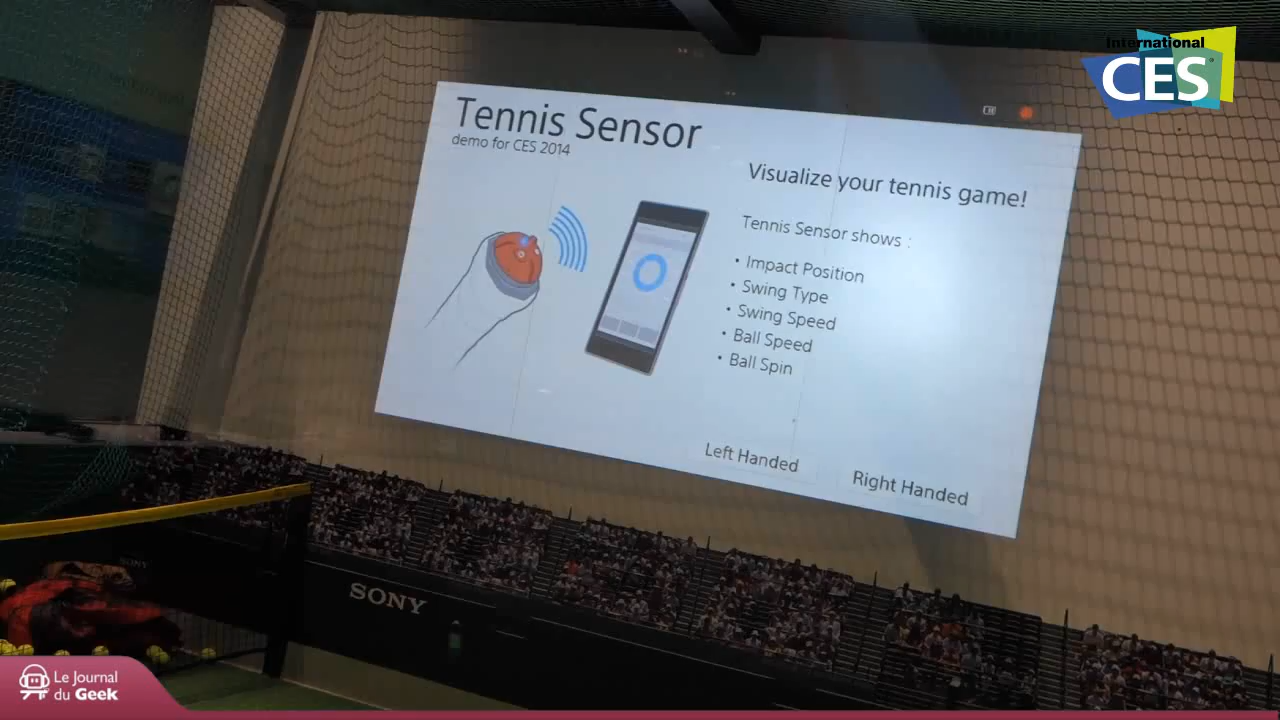 International
CES
Tennis Sensor
demo for CES 2014
Visualize your tennis game!
Tennis Sensor shows :
• Impact Position
• Swing Type
• Swing Speed
• Ball Speed
• Ball Spin
Left Handed
Right Handed
SONY
SONY
Le Journal
du Geek